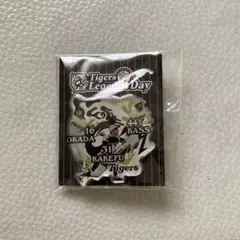 Tigers
Legends Day
16 44
OKADA BASS
31
KAKEFU
Tigers